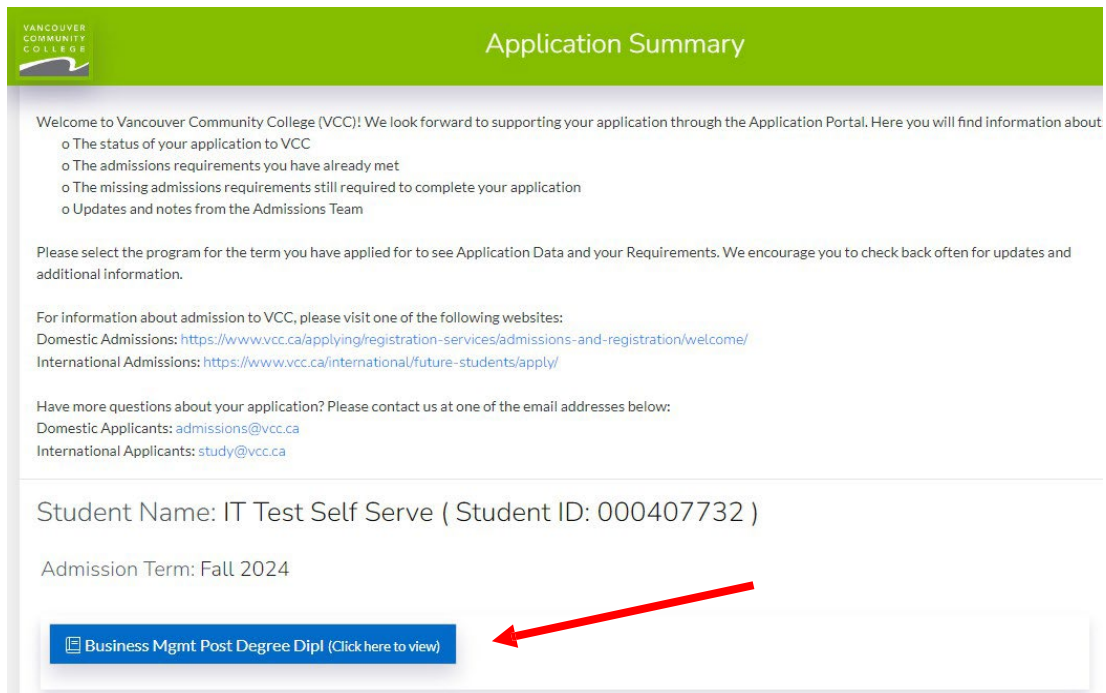 VANCOUVER
COMMUNITY
COLLEGE
Application Summary
Welcome to Vancouver Community College (VCC)! We look forward to supporting your application through the Application Portal. Here you will find information about:
o The status of your application to VCC
o The admissions requirements you have already met
o The missing admissions requirements still required to complete your application
o Updates and notes from the Admissions Team
Please select the program for the term you have applied for to see Application Data and your Requirements. We encourage you to check back often for updates and
additional information.
For information about admission to VCC, please visit one of the following websites:
Domestic Admissions: https://www.vcc.ca/applying/registration-services/admissions-and-registration/welcome/
International Admissions: https://www.vcc.ca/international/future-students/apply/
Have more questions about your application? Please contact us at one of the email addresses below:
Domestic Applicants: admissions@vcc.ca
International Applicants: study@vcc.ca
Student Name: IT Test Self Serve ( Student ID: 000407732 )
Admission Term: Fall 2024
Business Mgmt Post Degree Dipl (Click here to view)